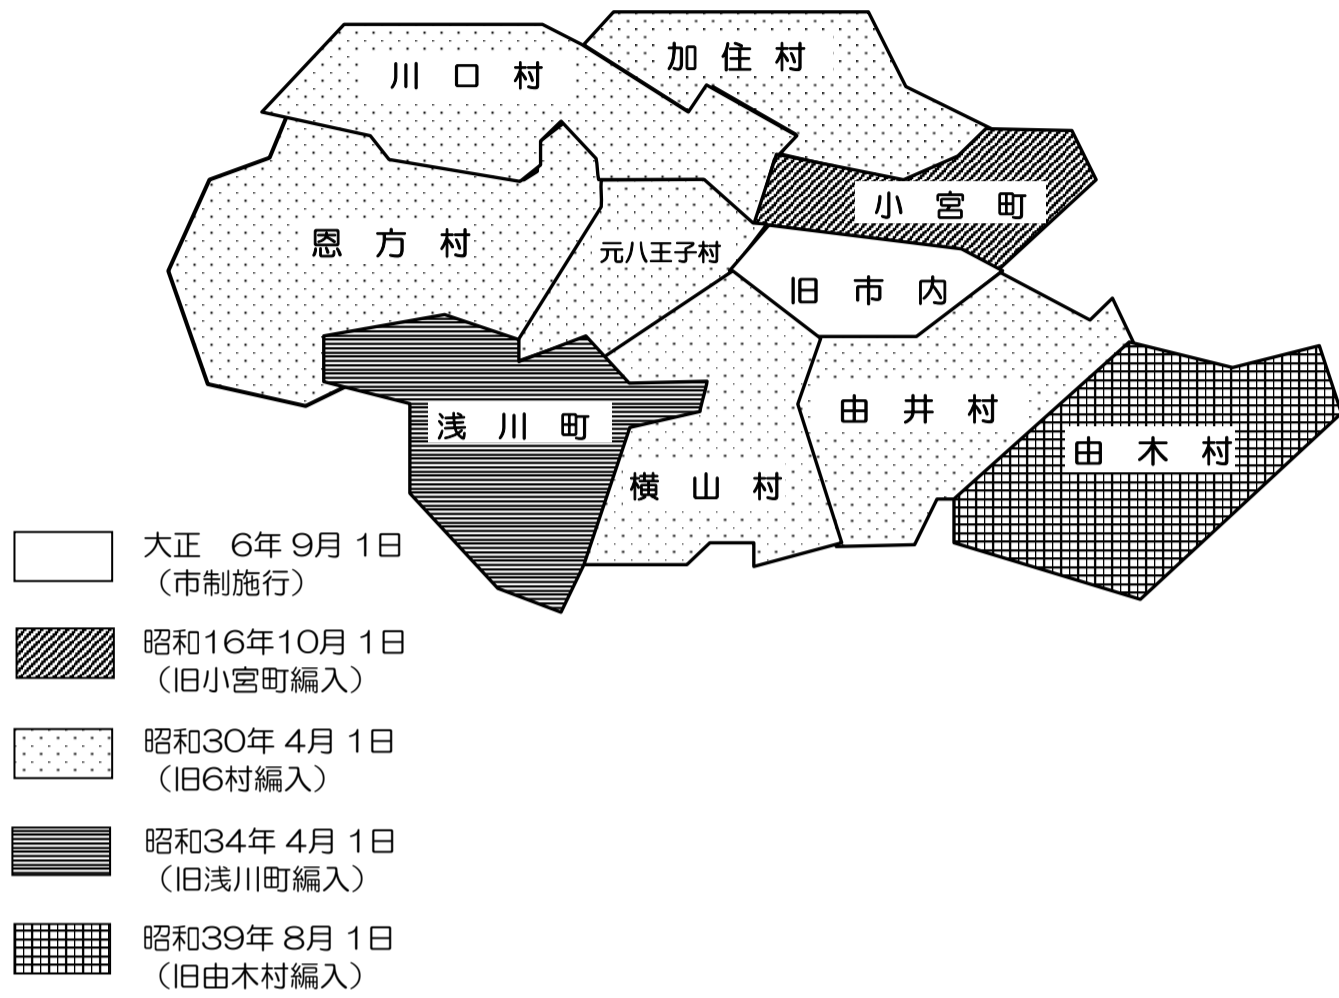 加住村
川口村
小宮町
恩方村
元八王子村
旧市内
由井村
浅川町
由木村
横山村
大正　6年 9月 1日
（市制施行）
昭和16年10月 1日
（旧小宮町編入）
昭和30年 4月 1日
（旧6村編入）
昭和34年 4月 1日
（旧浅川町編入）
昭和39年 8月 1日
（旧由木村編入）